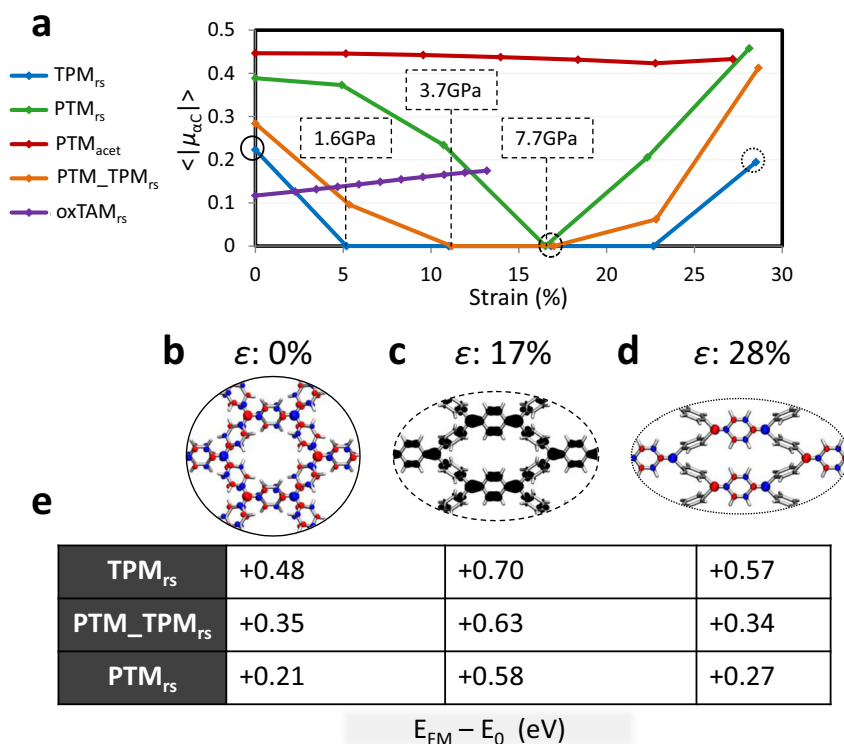 a
TPMrs
PTMrs
PTMacet
PTM_TPMrs
oxTAMrs
< |μαC| >
0.5
0.4
0.3
0.2
0.1
0
1.6GPa
3.7GPa
7.7GPa
0 5 10 15 20 25 30
Strain (%)
b ε: 0% c ε: 17% d ε: 28%
e
TPMrs +0.48 +0.70 +0.57
PTM_TPMrs +0.35 +0.63 +0.34
PTMrs +0.21 +0.58 +0.27
EFM – E0 (eV)